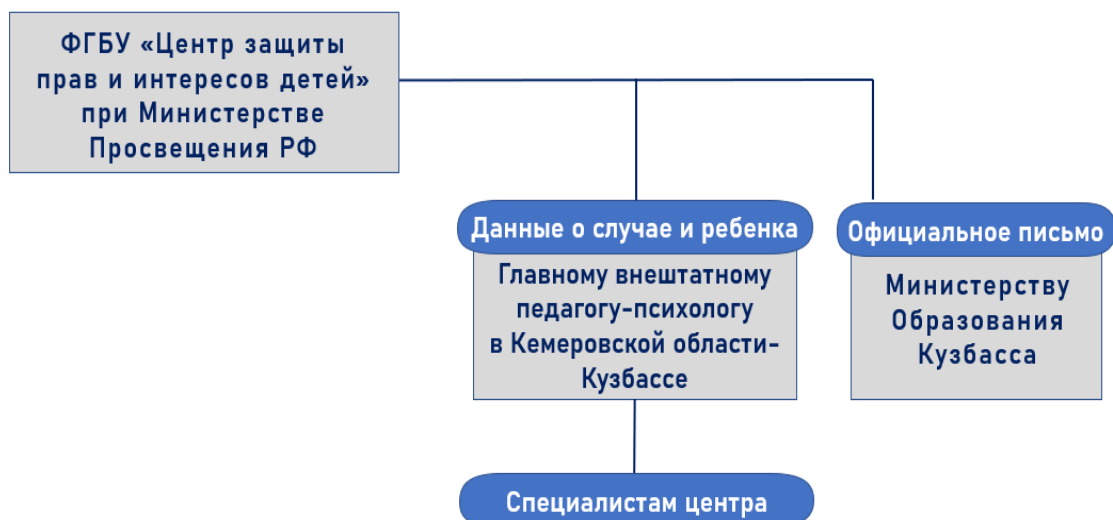 ФГБУ «Центр защиты
прав и интересов детей»
при Министерстве
Просвещения РФ
Данные о случае и ребенка
Главному внештатному
педагогу-психологу
в Кемеровской области-
Кузбассе
Официальное письмо
Министерству
Образования
Кузбасса
Специалистам центра